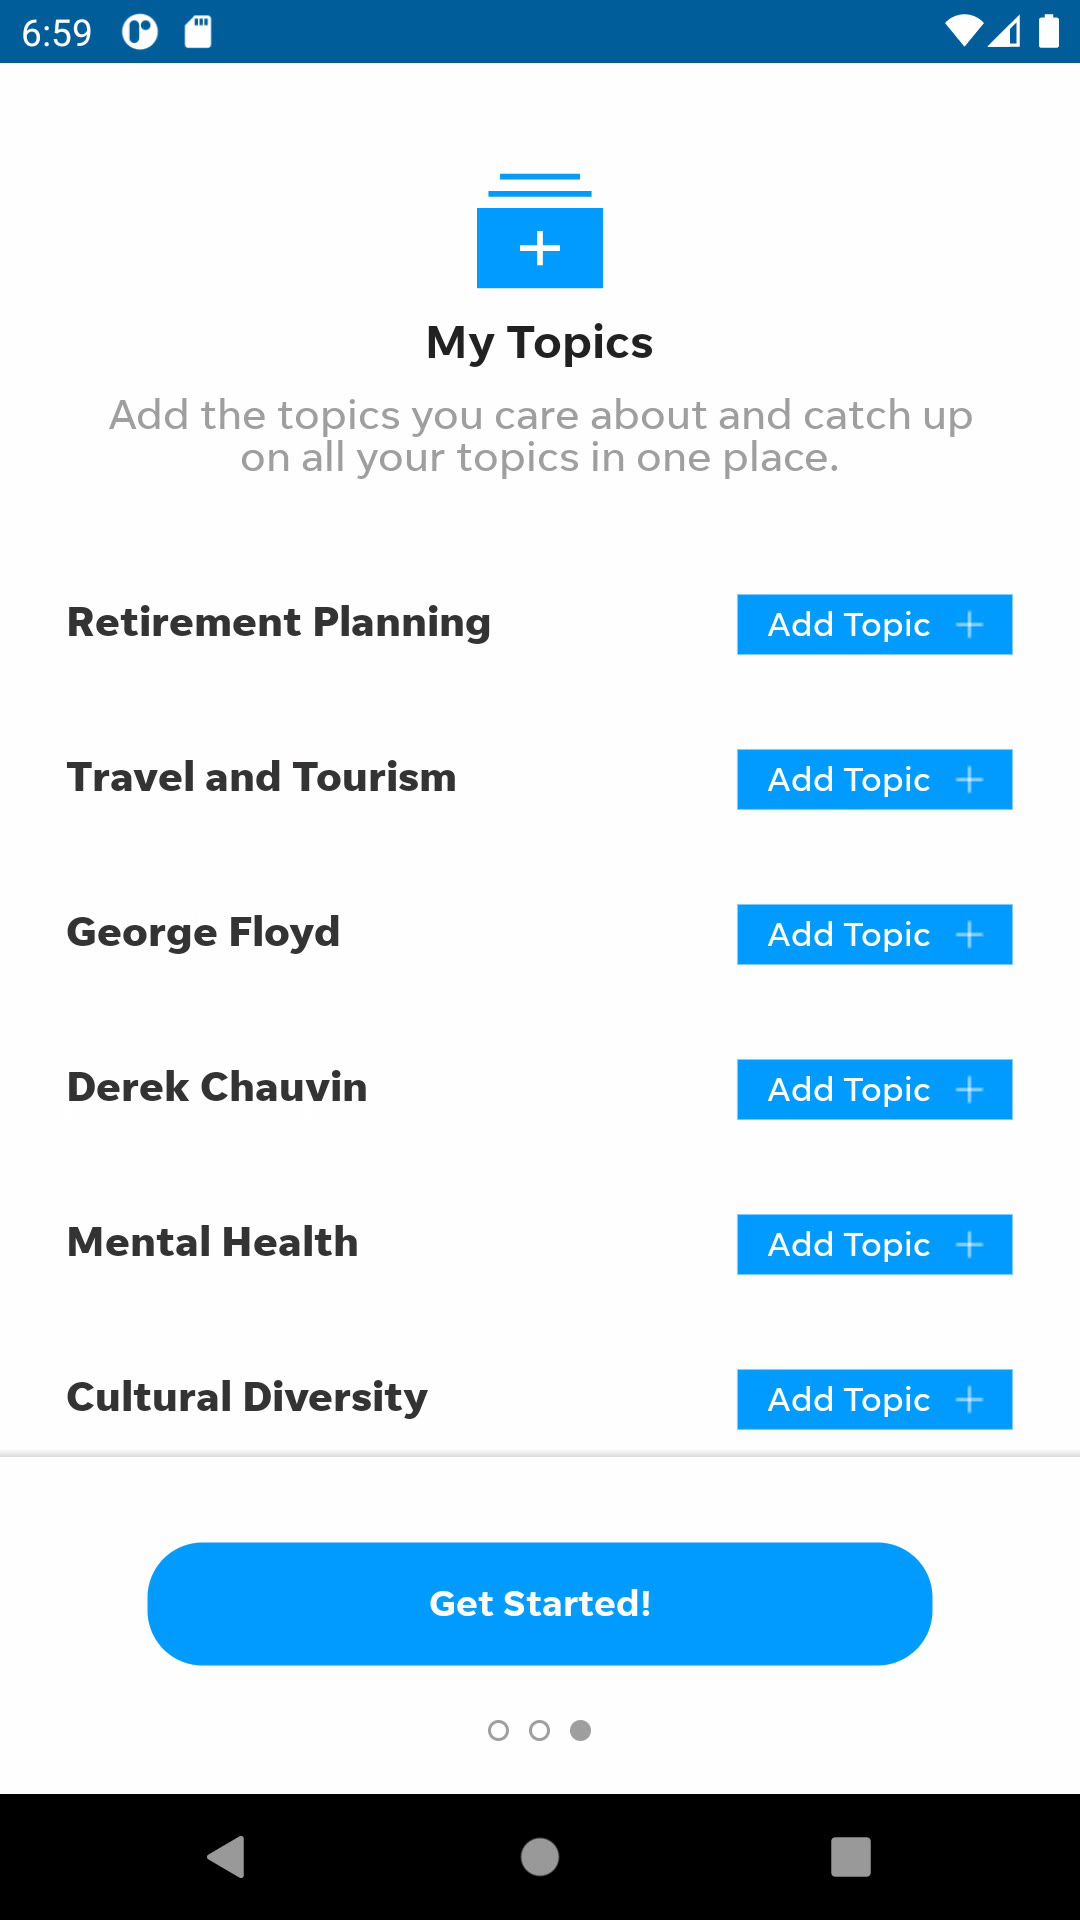 6:59
My Topics
Add the topics you care about and catch up
on all your topics in one place.
Retirement Planning
Add Topic
Travel and Tourism
Add Topic
George Floyd
Add Topic
Derek Chauvin
Add Topic
Mental Health
Add Topic
Cultural Diversity
Add Topic
Get Started!